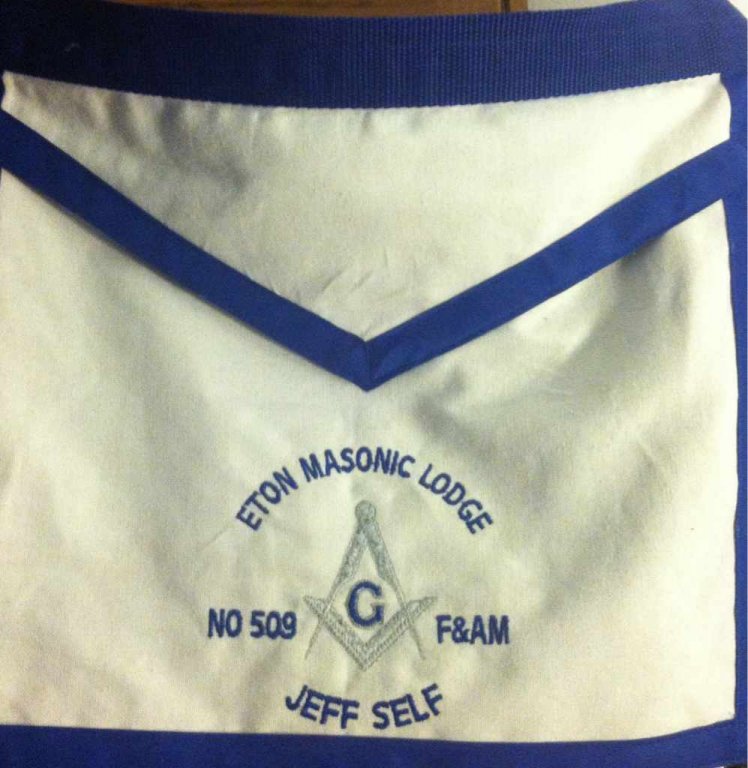 ETON MASONIC LODGE
NO 509 G F&AM
JEFF SELF